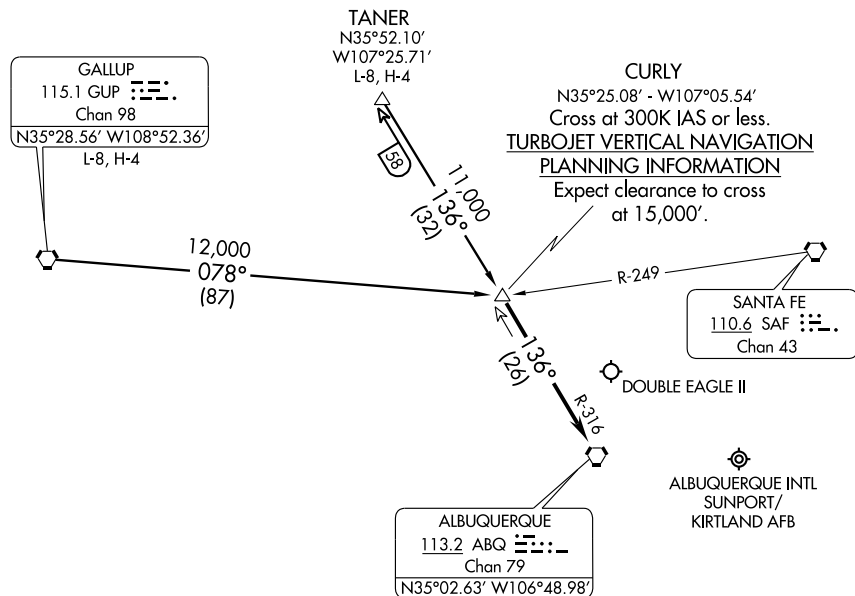 TANER
N35°52.10'
W107°25.71'
L-8, H-4
GALLUP
115.1 GUP
Chan 98
N35°28.56' W108°52.36'
L-8, H-4
CURLY
N35°25.08' - W107°05.54'
Cross at 300K IAS or less.
TURBOJET VERTICAL NAVIGATION
PLANNING INFORMATION
Expect clearance to cross
at 15,000'.
58
11,000
136°
(32)
12,000
078°
(87)
R-249
SANTA FE
110.6 SAF
Chan 43
136°
(26)
R-316
DOUBLE EAGLE II
ALBUQUERQUE INTL
SUNPORT/
KIRTLAND AFB
ALBUQUERQUE
113.2 ABQ
Chan 79
N35°02.63' W106°48.98'